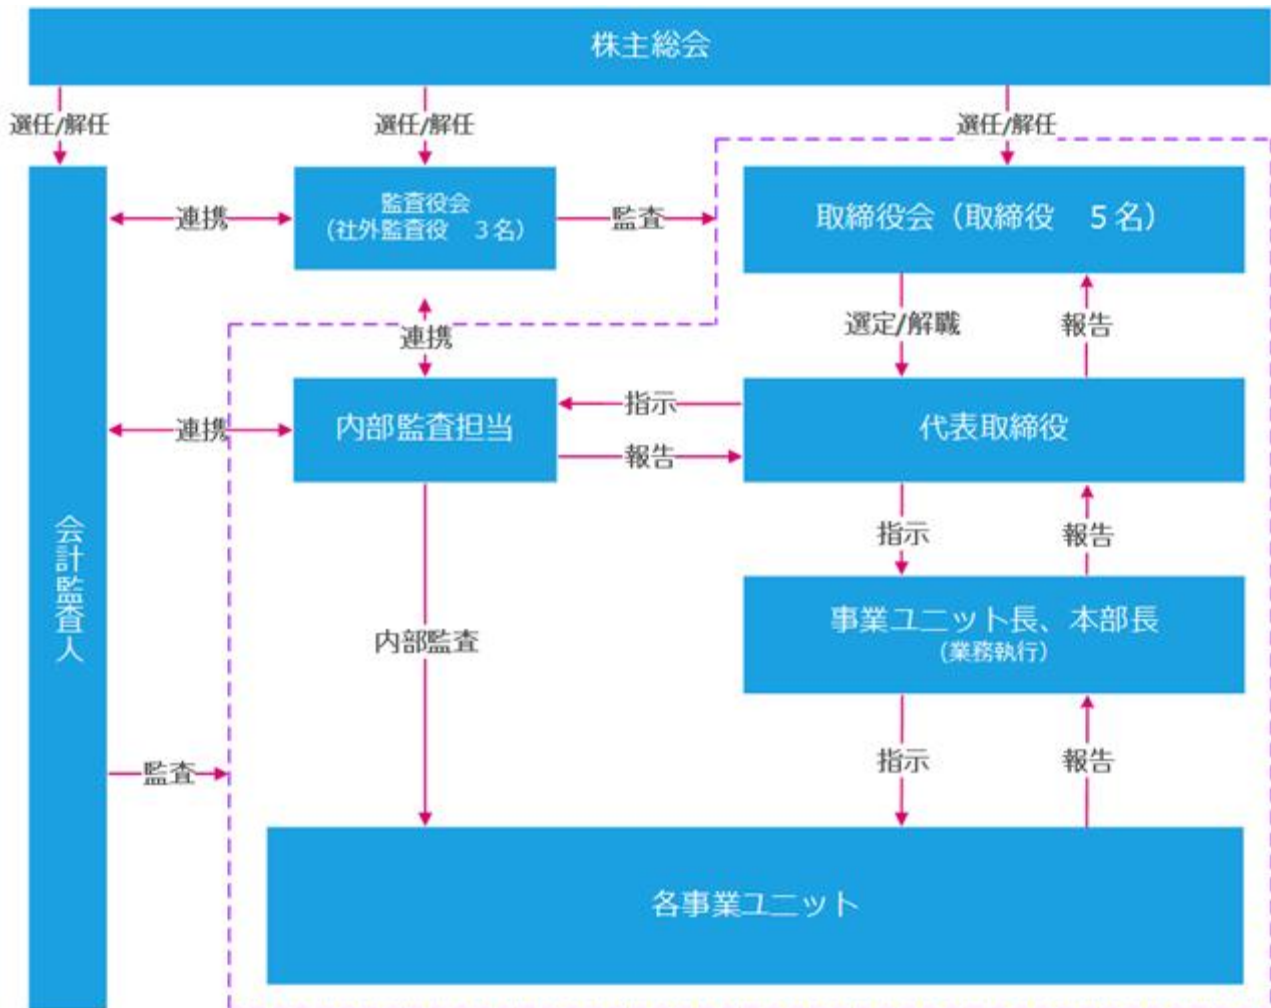 株主総会
選任/解任
選任/解任
選任/解任
監査役会
（社外監査役　３名）
取締役会（取締役　５名）
連携
監査
選定/解職
報告
連携
内部監査担当
代表取締役
連携
指示
報告
会計監査人
指示
報告
事業ユニット長、本部長
（業務執行）
内部監査
監査
指示
報告
各事業ユニット